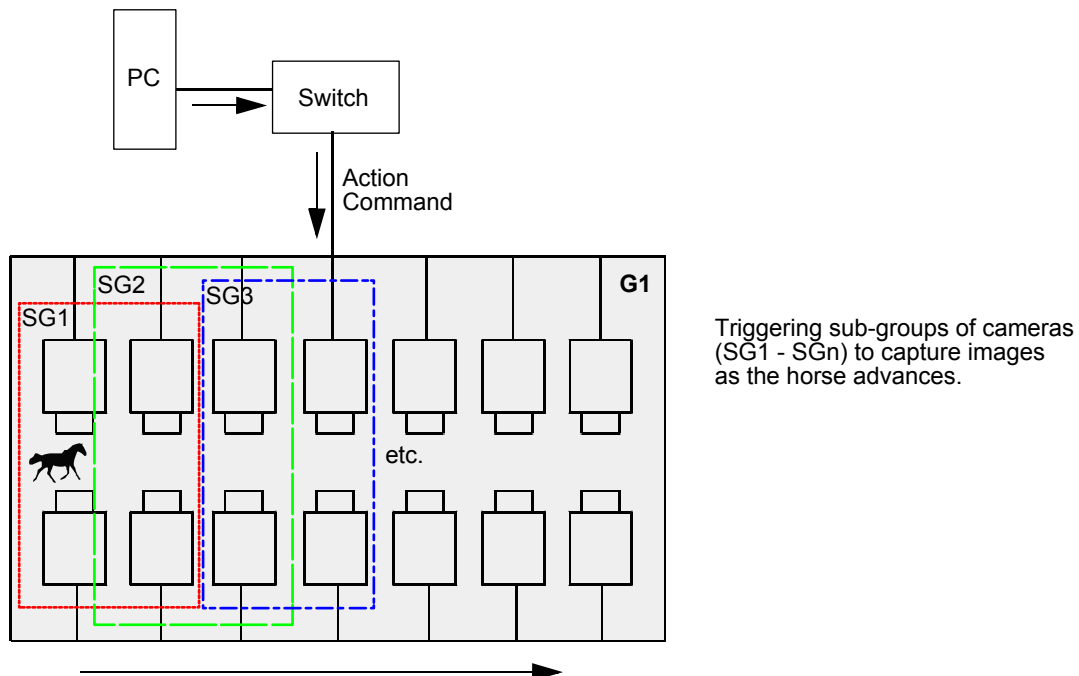 PC
Switch
Action
Command
SG2
SG3
G1
SG1
Triggering sub-groups of cameras
(SG1 - SGn) to capture images
as the horse advances.
etc.